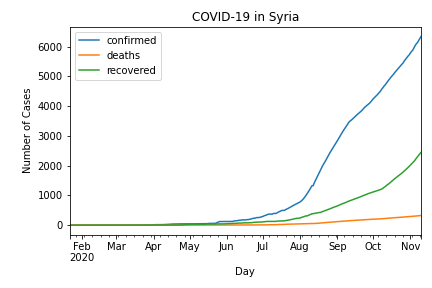 COVID-19 in Syria
confirmed
deaths
recovered
Number of Cases
6000
5000
4000
3000
2000
1000
0
Feb Mar Apr May Jun Jul Aug Sep Oct Nov
2020
Day